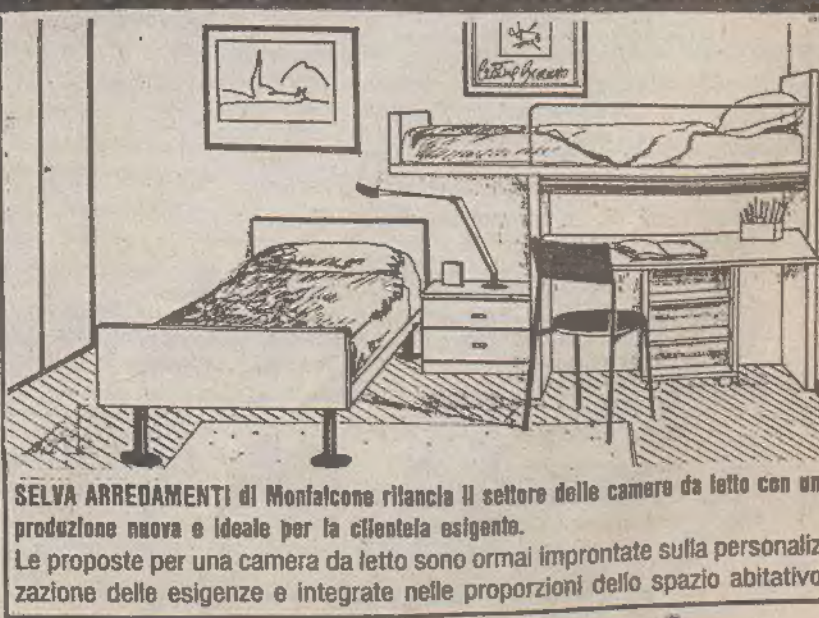 SELVA ARREDAMENTI di Monfalcone rilancia il settore delle camere da letto con un
produzione nuova e ideale per la clientela esigente.
Le proposte per una camera da letto sono ormai improntate sulla personaliz
zazione delle esigenze e integrate nelle proporzioni dello spazio abitativo